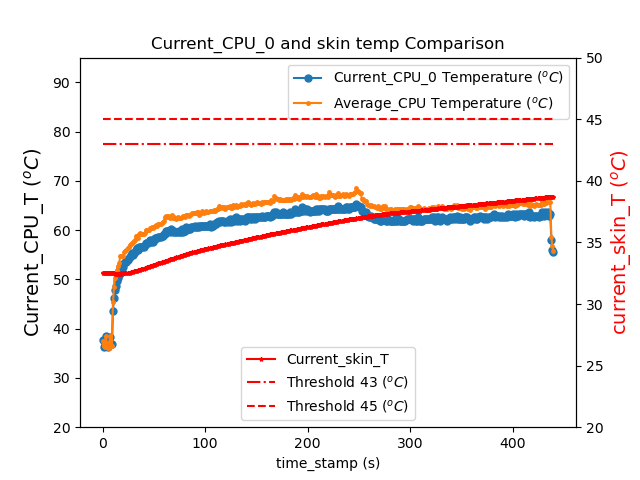 Current_CPU_0 and skin temp Comparison
Current_CPU_0 Temperature (°C)
Average_CPU Temperature (°C)
Current_CPU_T (°C)
90
80
70
60
50
40
30
20
50
45
40
35
30
25
20
current_skin_T (°C)
Current_skin_T
Threshold 43 (°C)
Threshold 45 (°C)
0 100 200 300 400
time_stamp (s)